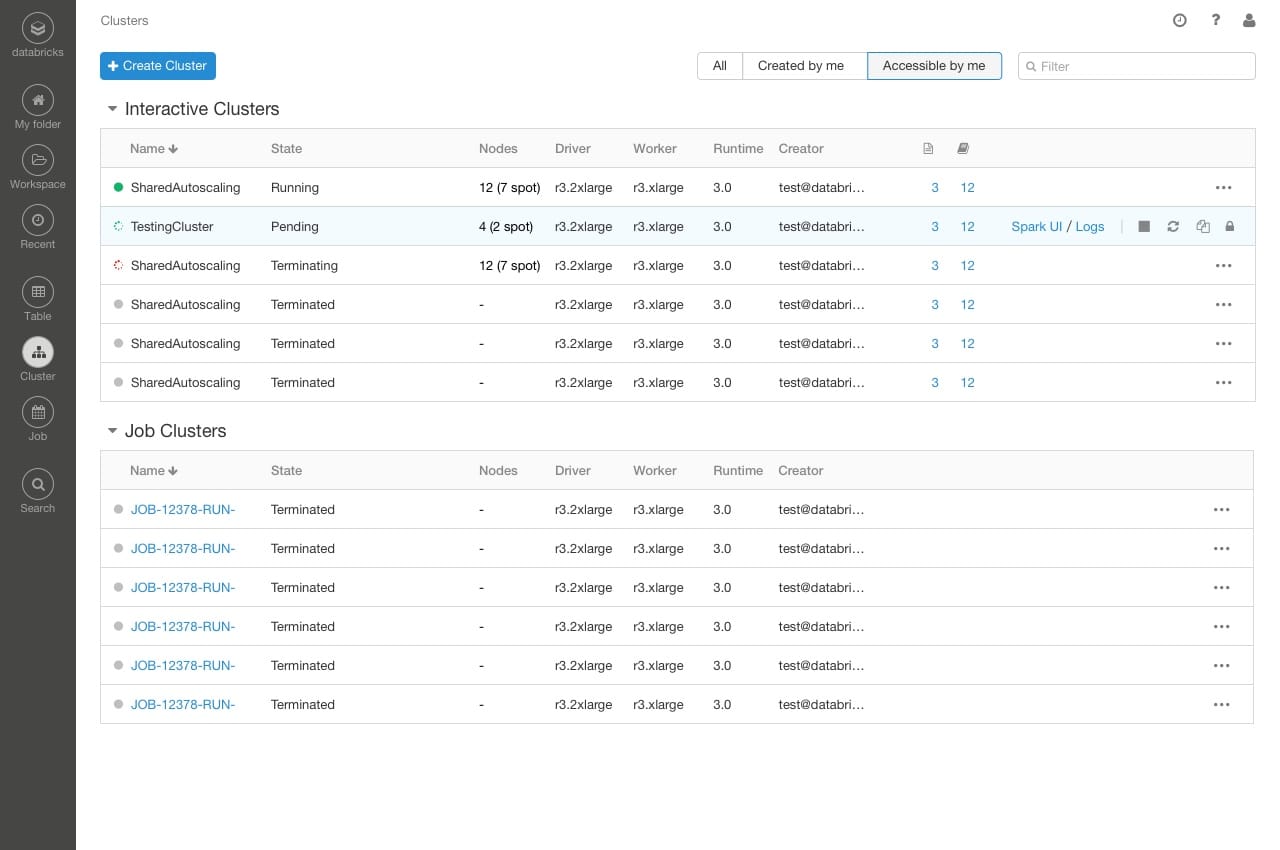 databricks
My folder
Workspace
Recent
Table
Cluster
Job
Search
Clusters
?
Create Cluster
All Created by me Accessible by me Filter
Interactive Clusters
Name State Nodes Driver Worker Runtime Creator
SharedAutoscaling Running 12 (7 spot) r3.2xlarge r3.xlarge 3.0 test@databri... 3 12
TestingCluster Pending 4 (2 spot) r3.2xlarge r3.xlarge 3.0 test@databri... 3 12 Spark UI / Logs
SharedAutoscaling Terminating 12 (7 spot) r3.2xlarge r3.xlarge 3.0 test@databri... 3 12
SharedAutoscaling Terminated - r3.2xlarge r3.xlarge 3.0 test@databri... 3 12
SharedAutoscaling Terminated - r3.2xlarge r3.xlarge 3.0 test@databri... 3 12
SharedAutoscaling Terminated - r3.2xlarge r3.xlarge 3.0 test@databri... 3 12
Job Clusters
Name State Nodes Driver Worker Runtime Creator
JOB-12378-RUN- Terminated - r3.2xlarge r3.xlarge 3.0 test@databri...
JOB-12378-RUN- Terminated - r3.2xlarge r3.xlarge 3.0 test@databri...
JOB-12378-RUN- Terminated - r3.2xlarge r3.xlarge 3.0 test@databri...
JOB-12378-RUN- Terminated - r3.2xlarge r3.xlarge 3.0 test@databri...
JOB-12378-RUN- Terminated - r3.2xlarge r3.xlarge 3.0 test@databri...
JOB-12378-RUN- Terminated - r3.2xlarge r3.xlarge 3.0 test@databri...